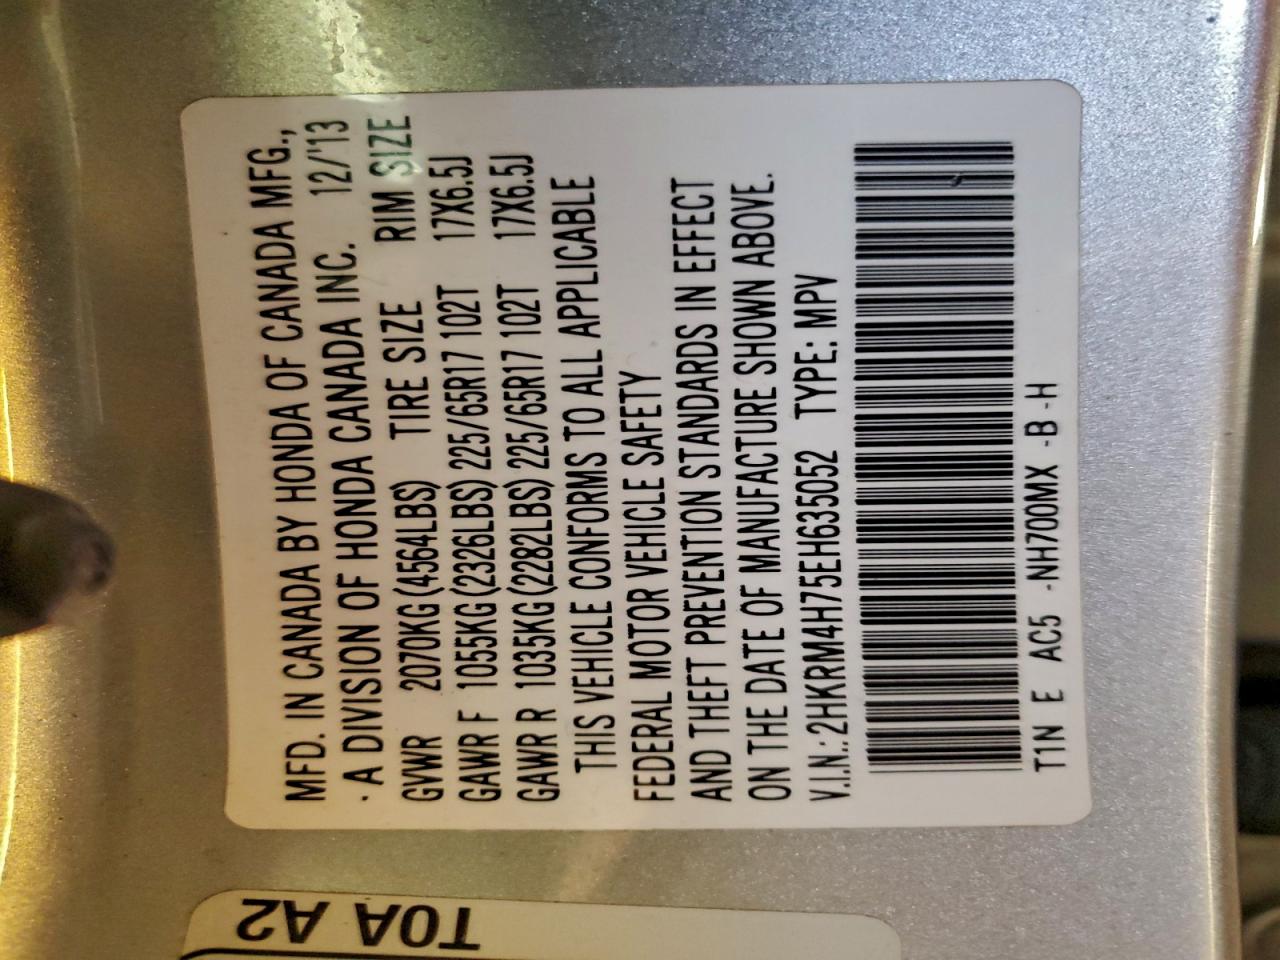 MFD. IN CANADA BY HONDA OF CANADA MFG.,
A DIVISION OF HONDA CANADA INC. 12/'13
GVWR 2070KG(4564LBS) TIRE SIZE RIM SIZE
GAWR F 1055KG(2326LBS) 225/65R17 102T 17X6.5J
GAWR R 1035KG(2282LBS) 225/65R17 102T 17X6.5J
THIS VEHICLE CONFORMS TO ALL APPLICABLE
FEDERAL MOTOR VEHICLE SAFETY
AND THEFT PREVENTION STANDARDS IN EFFECT
ON THE DATE OF MANUFACTURE SHOWN ABOVE.
V.I.N.: 2HKRM4H75EH635052 TYPE: MPV
T1N E AC5 -NH700MX -B -H
T0A A2